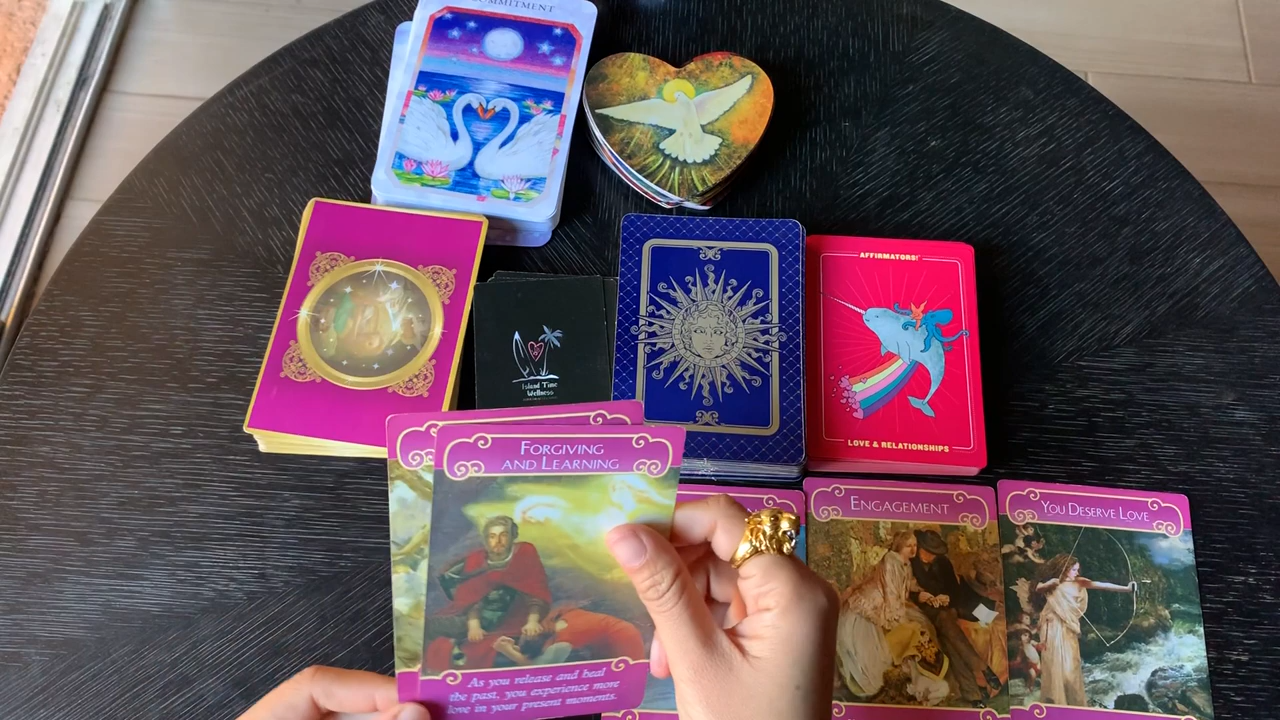 COMMITMENT
Island Time
Wellness
AFFIRMATORS!
LOVE & RELATIONSHIPS
FORGIVING
AND LEARNING
As you release and heal
the past, you experience more
love in your present moments.
ENGAGEMENT
YOU DESERVE LOVE